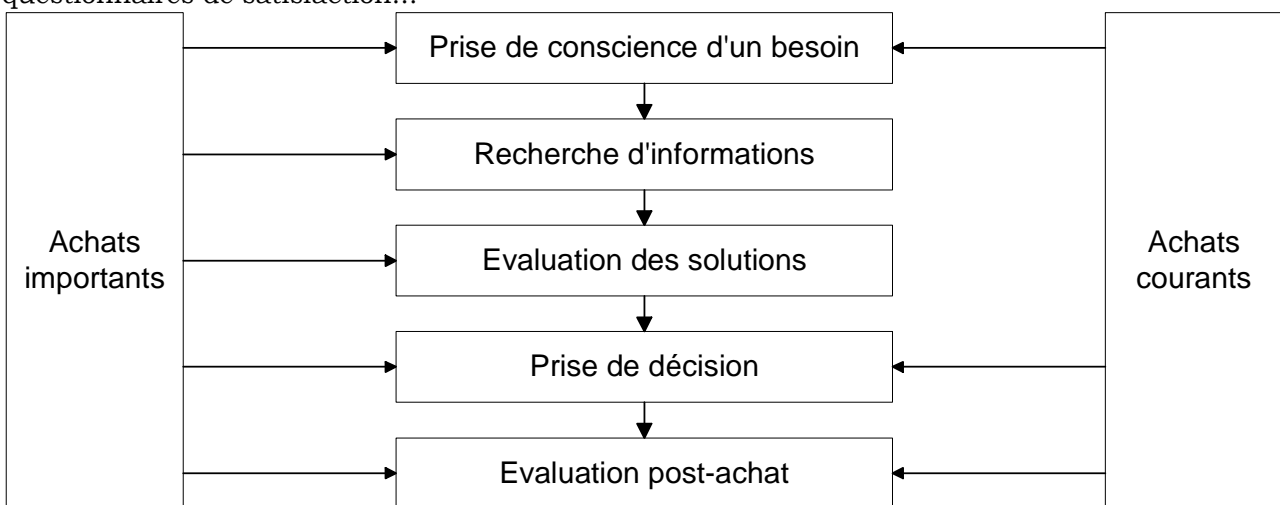 questionnaires de satisfaction...
Prise de conscience d'un besoin
Recherche d'informations
Achats
importants
Evaluation des solutions
Achats
courants
Prise de décision
Evaluation post-achat